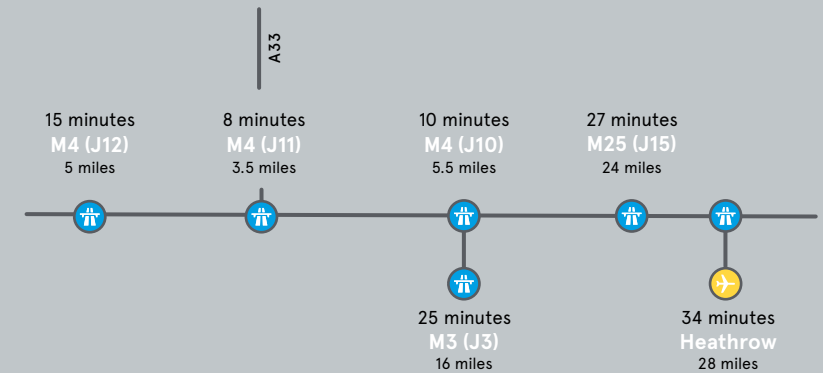 A33
15 minutes
M4 (J12)
5 miles
8 minutes
M4 (J11)
3.5 miles
10 minutes
M4 (J10)
5.5 miles
27 minutes
M25 (J15)
24 miles
25 minutes
M3 (J3)
16 miles
34 minutes
Heathrow
28 miles